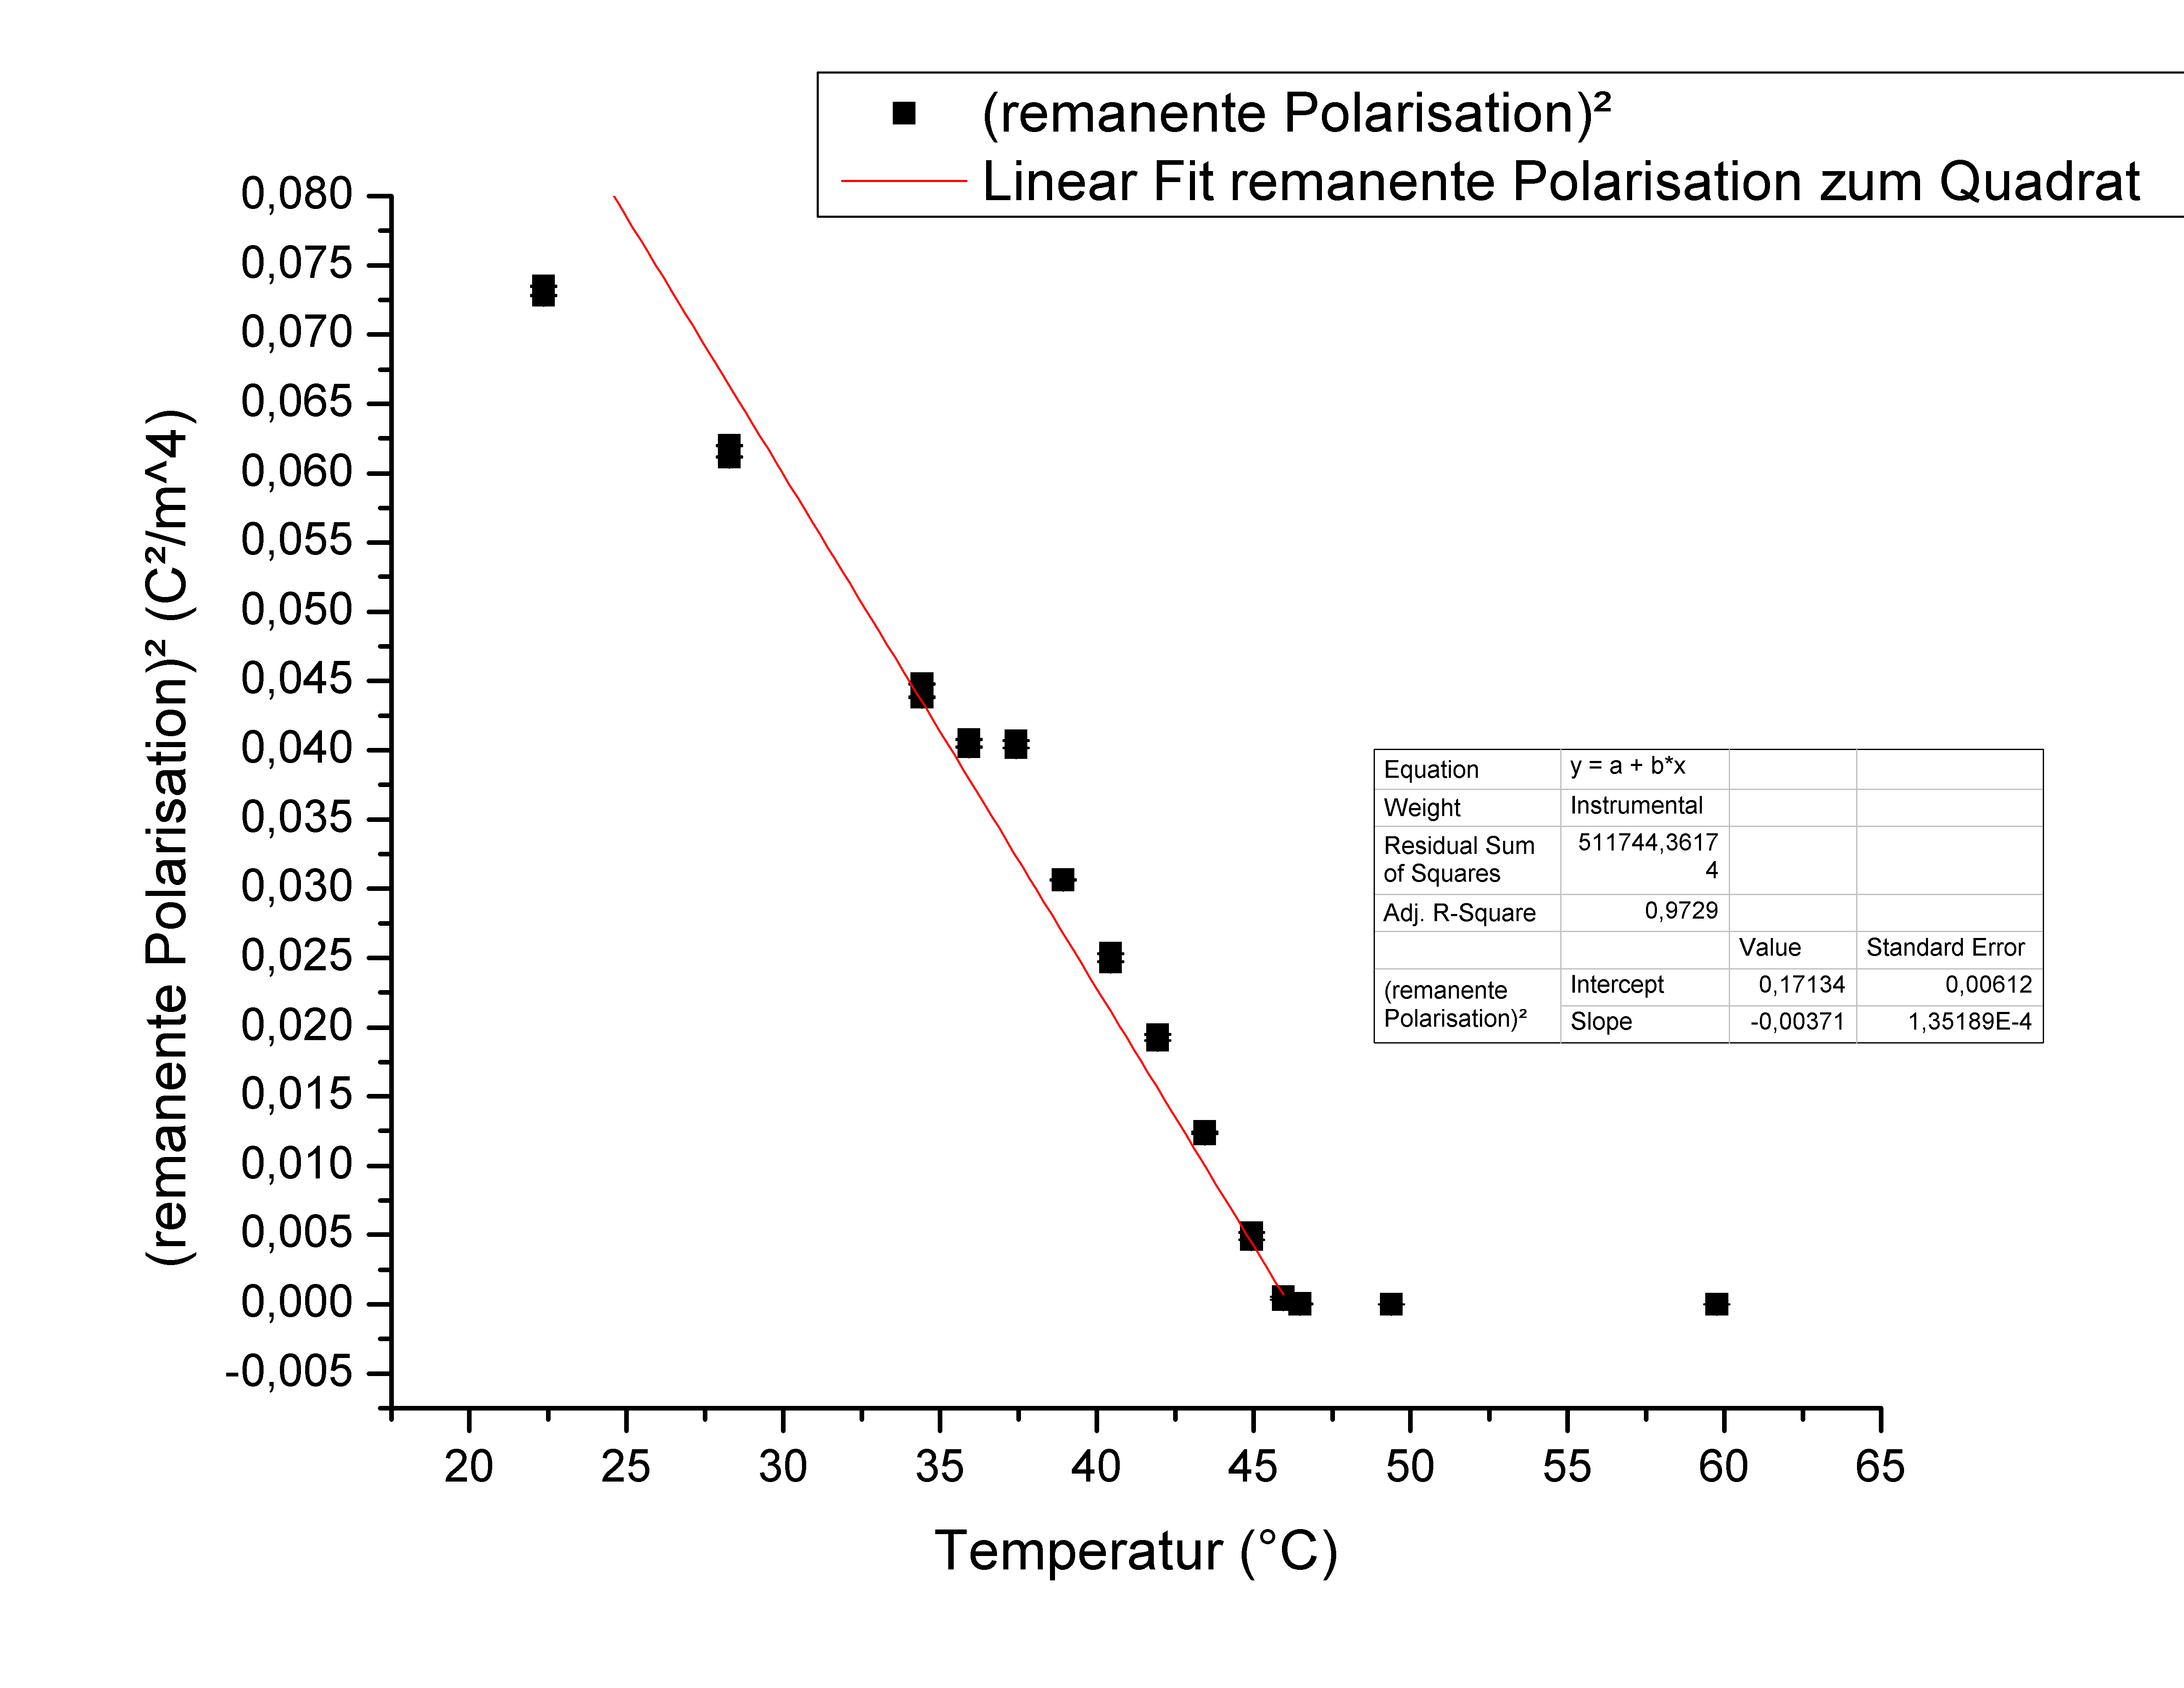 (remanente Polarisation)²
Linear Fit remanente Polarisation zum Quadrat
0,080
0,075
0,070
0,065
0,060
0,055
0,050
0,045
0,040
0,035
0,030
0,025
0,020
0,015
0,010
0,005
0,000
-0,005
(remanente Polarisation)² (C²/m^4)
Equation y = a + b*x
Weight Instrumental
Residual Sum of Squares 511744,36174
Adj. R-Square 0,9729
Value Standard Error
(remanente Polarisation)² Intercept 0,17134 0,00612
Slope -0,00371 1,35189E-4
20 25 30 35 40 45 50 55 60 65
Temperatur (°C)